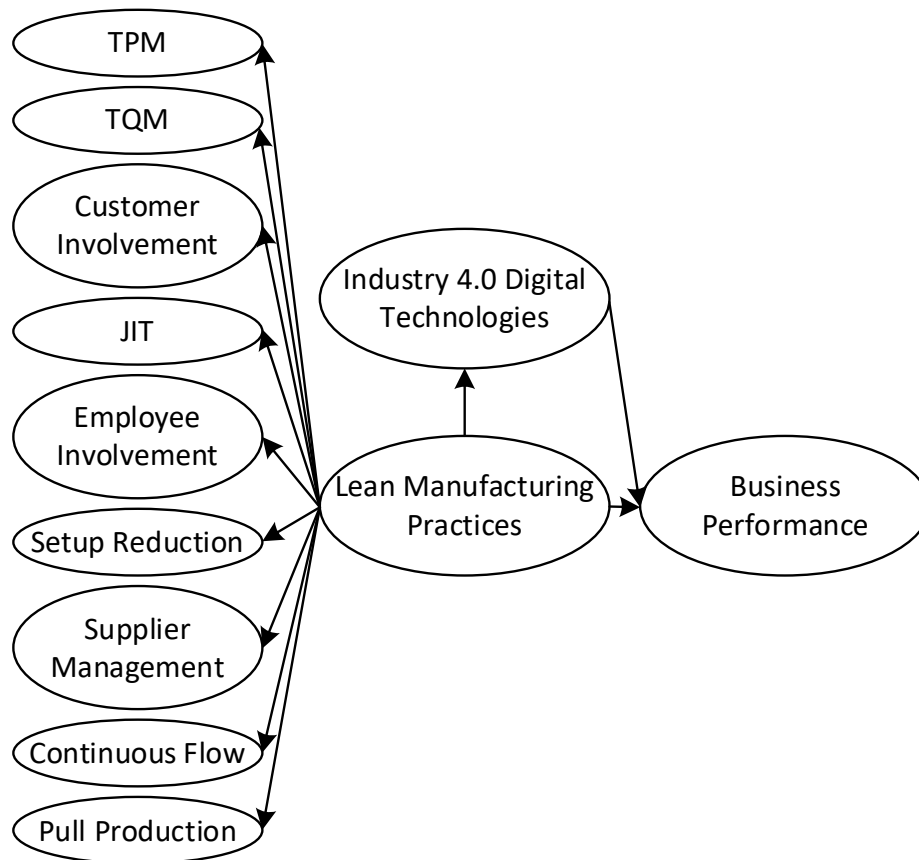 TPM
TQM
Customer
Involvement
JIT
Employee
Involvement
Setup Reduction
Supplier
Management
Continuous Flow
Pull Production
Industry 4.0 Digital
Technologies
Lean Manufacturing
Practices
Business
Performance